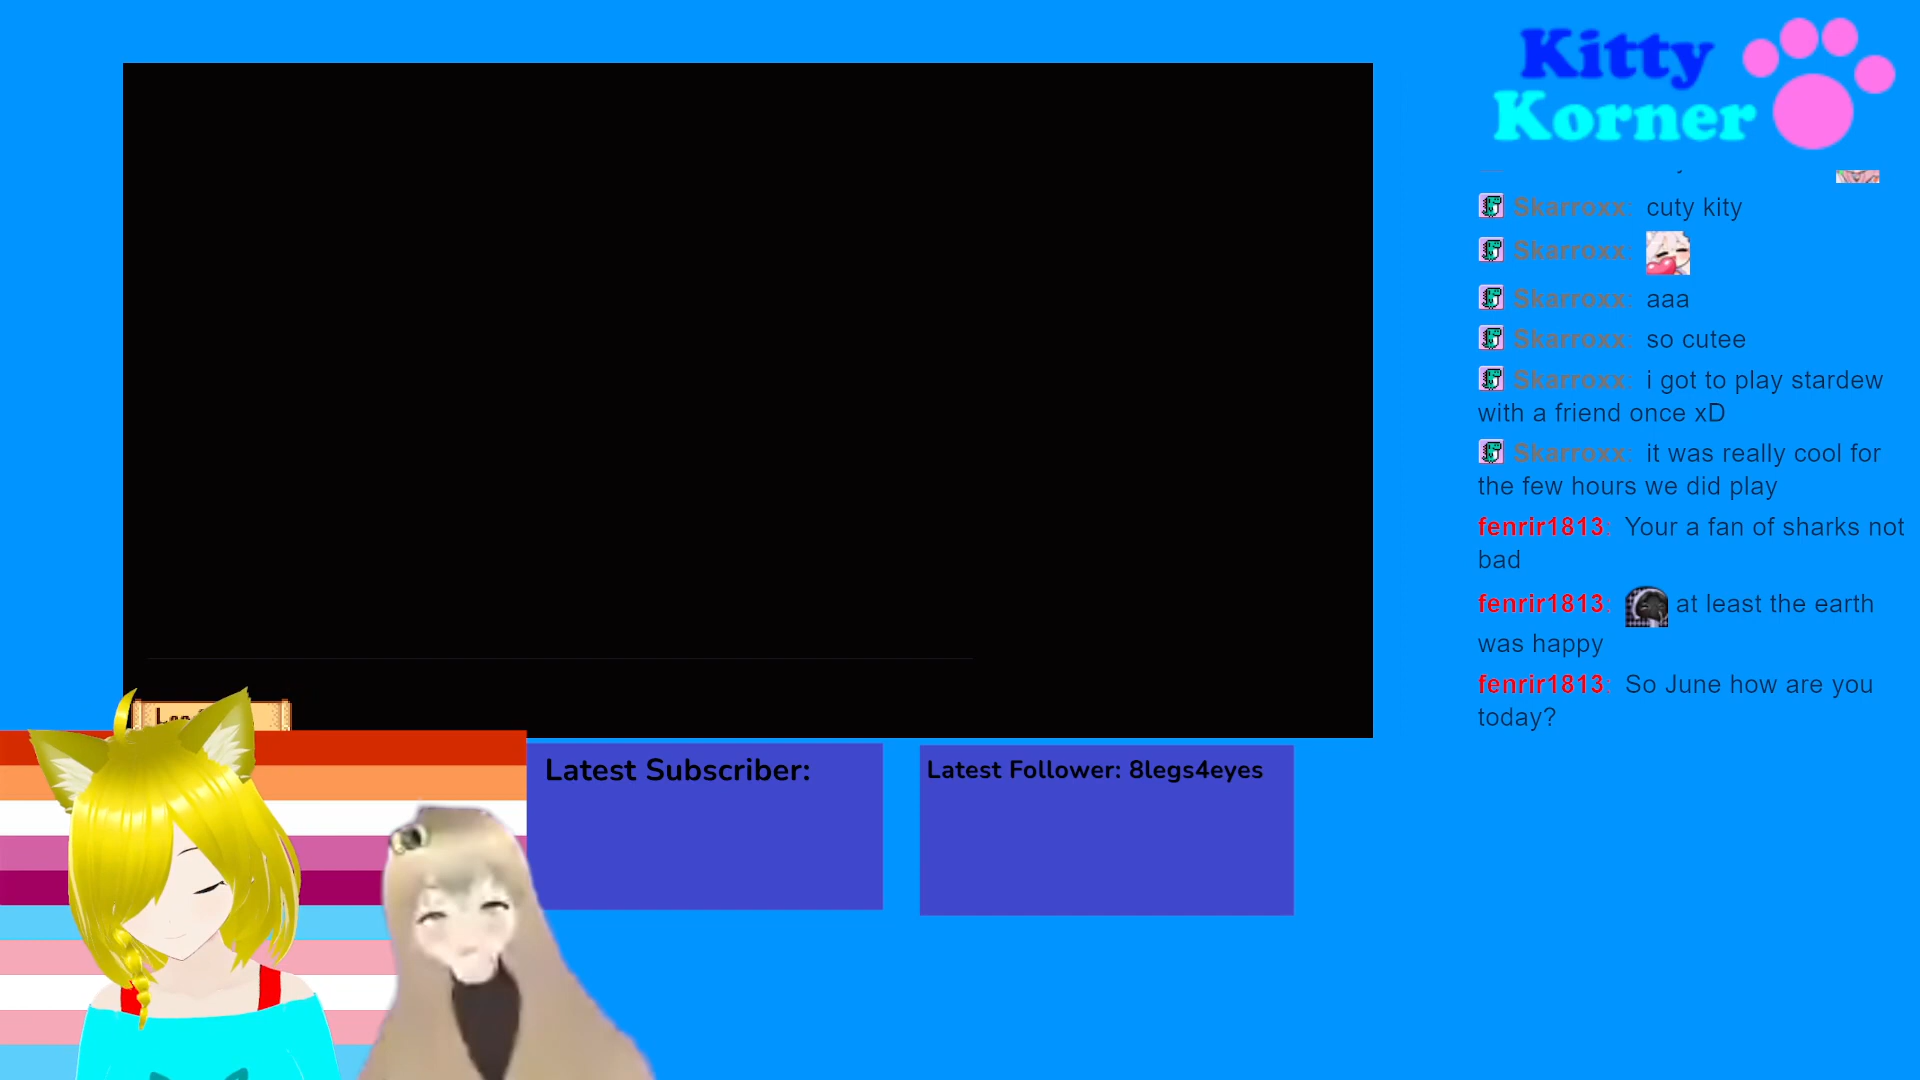 Kitty
Korner
Skarroxx: cuty kity
Skarroxx:
Skarroxx: aaa
Skarroxx: so cutee
Skarroxx: i got to play stardew
with a friend once xD
Skarroxx: it was really cool for
the few hours we did play
fenrir1813: Your a fan of sharks not
bad
fenrir1813: at least the earth
was happy
fenrir1813: So June how are you
today?
Latest Subscriber:
Latest Follower: 8legs4eyes